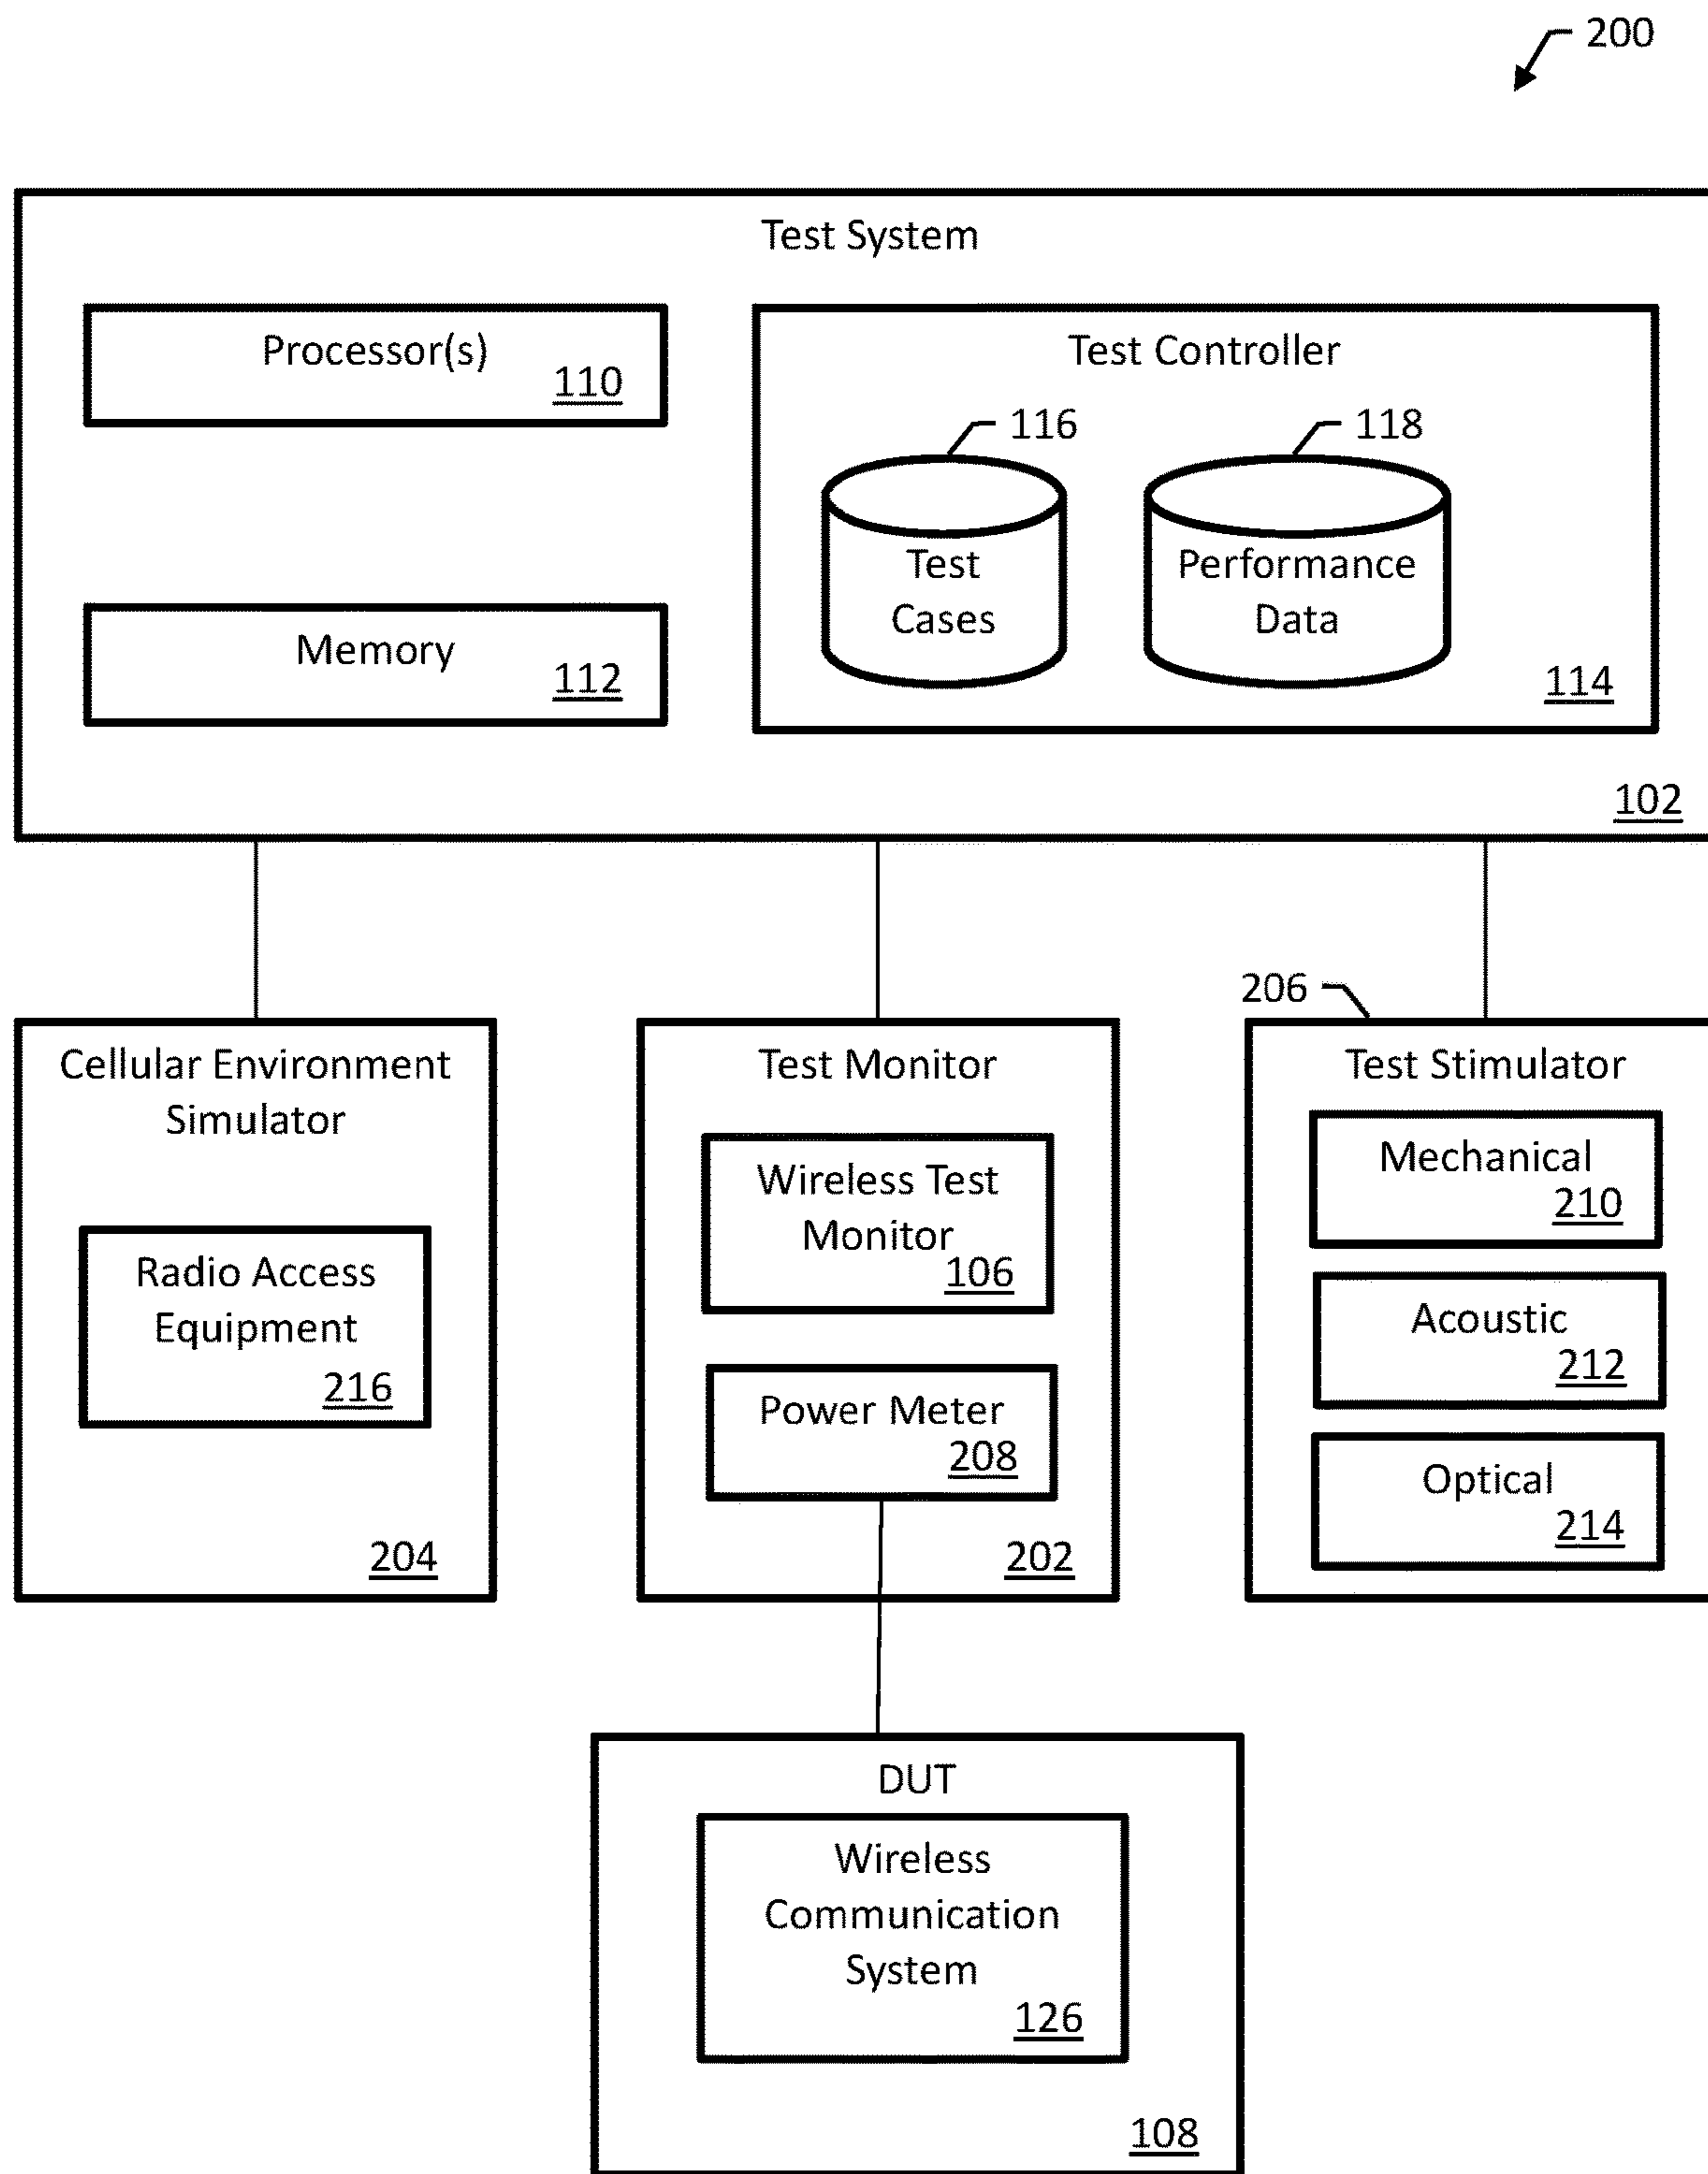 200
Test System
Processor(s)
110
Memory
112
Test Controller
116
118
Test
Cases
Performance
Data
114
102
Cellular Environment
Simulator
Radio Access
Equipment
216
204
Test Monitor
Wireless Test
Monitor
106
Power Meter
208
202
206
Test Stimulator
Mechanical
210
Acoustic
212
Optical
214
DUT
Wireless
Communication
System
126
108